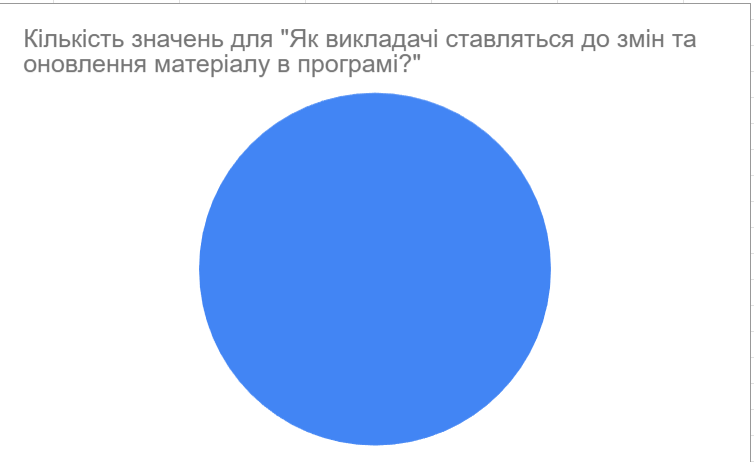 Кількість значень для "Як викладачі ставляться до змін та
оновлення матеріалу в програмі?"